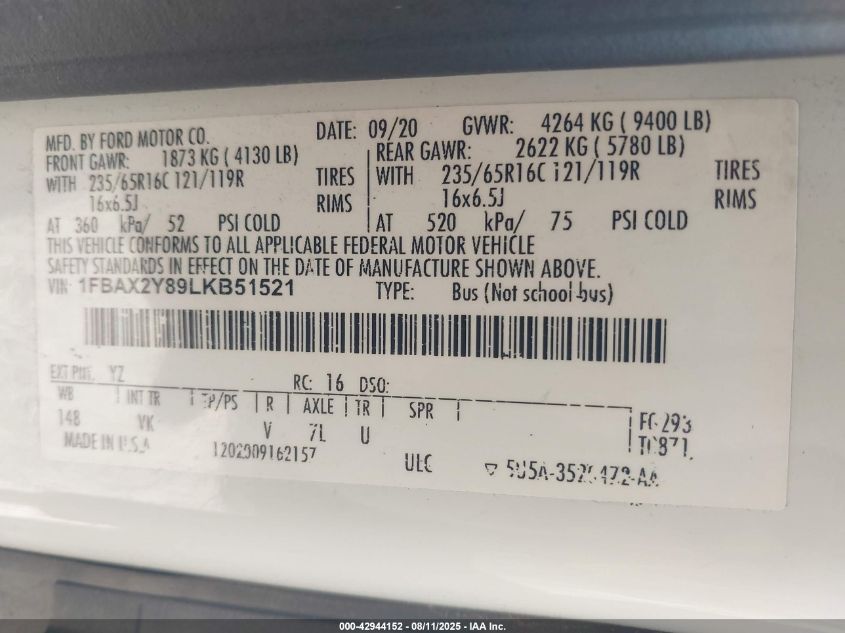 MFD. BY FORD MOTOR CO. DATE: 09/20 GVWR: 4264 KG ( 9400 LB)
FRONT GAWR: 1873 KG ( 4130 LB) REAR GAWR: 2622 KG ( 5780 LB)
WITH 235/65R16C 121/119R TIRES WITH 235/65R16C 121/119R TIRES
16x6.5J RIMS 16x6.5J RIMS
AT 360 kPa/ 52 PSI COLD AT 520 kPa/ 75 PSI COLD
THIS VEHICLE CONFORMS TO ALL APPLICABLE FEDERAL MOTOR VEHICLE
SAFETY STANDARDS IN EFFECT ON THE DATE OF MANUFACTURE SHOWN ABOVE.
VIN: 1FBAX2Y89LKB51521 TYPE: Bus (Not school bus)
EXT PNT: YZ RC: 16 DSO:
WB INT TR TP/PS R AXLE TR SPR
148 VK V 7L U
MADE IN U.S.A 1202009162157 ULC
000-42944152 - 08/11/2025 - IAA Inc.